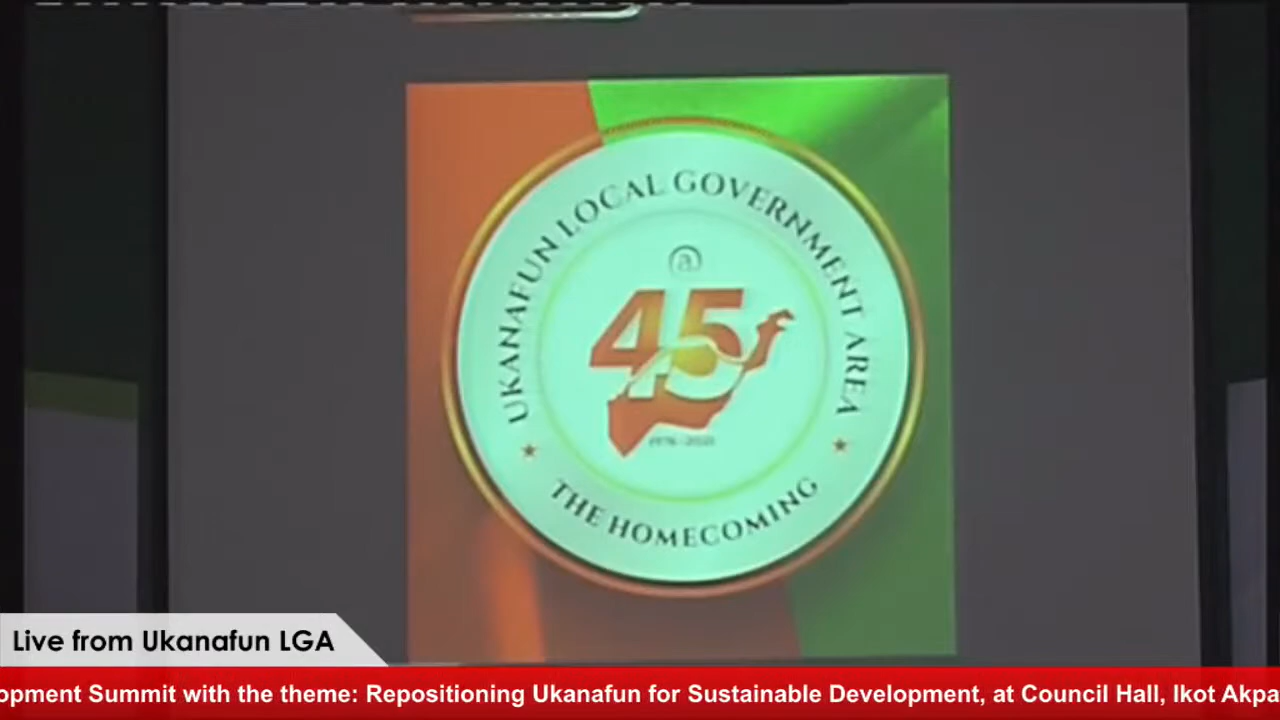 UKANAFUN LOCAL GOVERNMENT AREA
@
45
THE HOMECOMING
Live from Ukanafun LGA
opment Summit with the theme: Repositioning Ukanafun for Sustainable Development, at Council Hall, Ikot Akpa